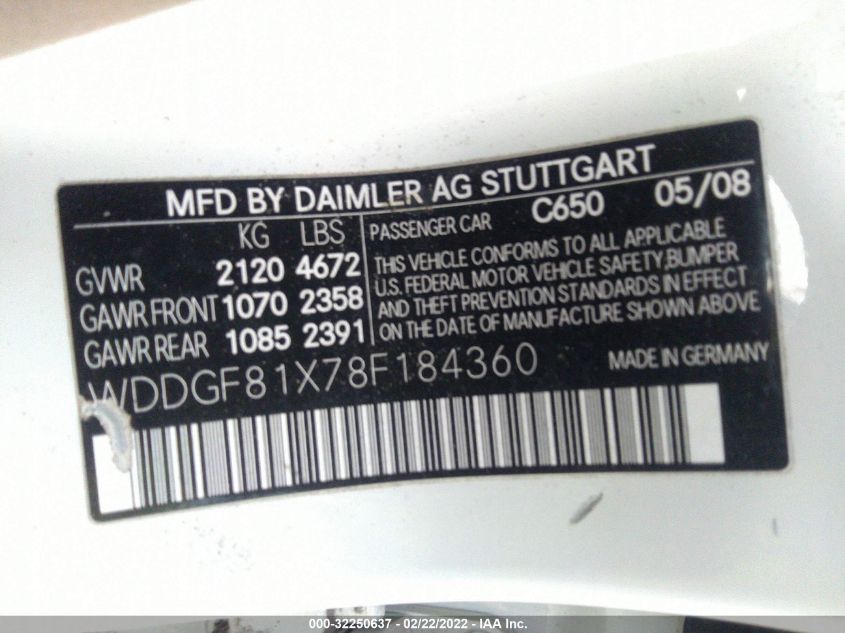 MFD BY DAIMLER AG STUTTGART
KG LBS PASSENGER CAR C650 05/08
GVWR 2120 4672
GAWR FRONT 1070 2358
GAWR REAR 1085 2391
THIS VEHICLE CONFORMS TO ALL APPLICABLE
U.S. FEDERAL MOTOR VEHICLE SAFETY,BUMPER
AND THEFT PREVENTION STANDARDS IN EFFECT
ON THE DATE OF MANUFACTURE SHOWN ABOVE
WDDGF81X78F184360 MADE IN GERMANY
000-32250637 - 02/22/2022 - IAA Inc.